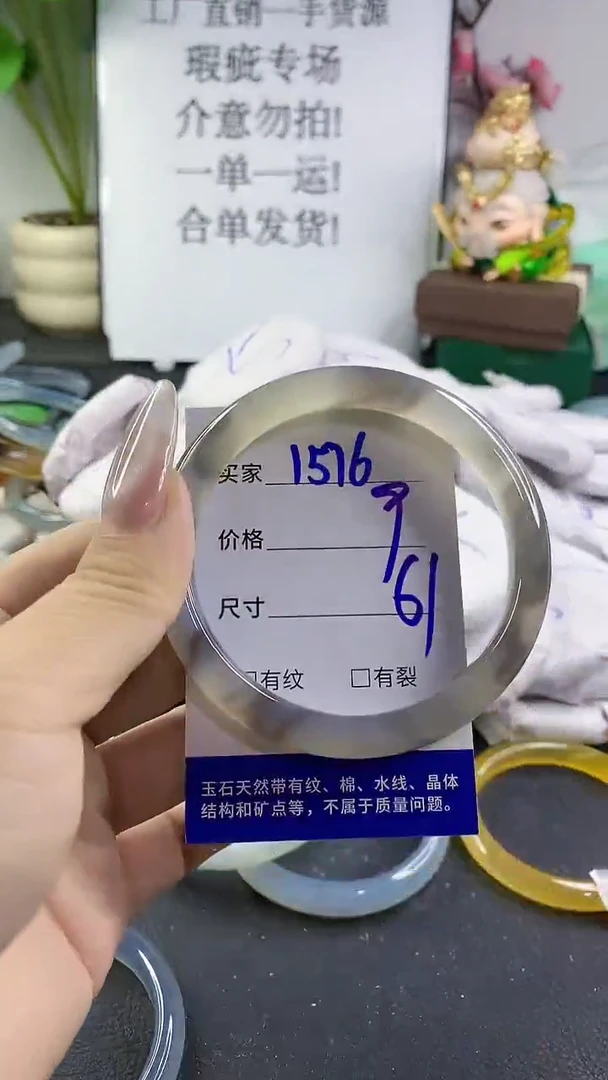 工厂直销一手货源
瑕疵专场
介意勿拍!
一单一运!
合单发货!
买家 1576
价格
尺寸 61
□有纹 □有裂
玉石天然带有纹、棉、水线、晶体
结构和矿点等，不属于质量问题。